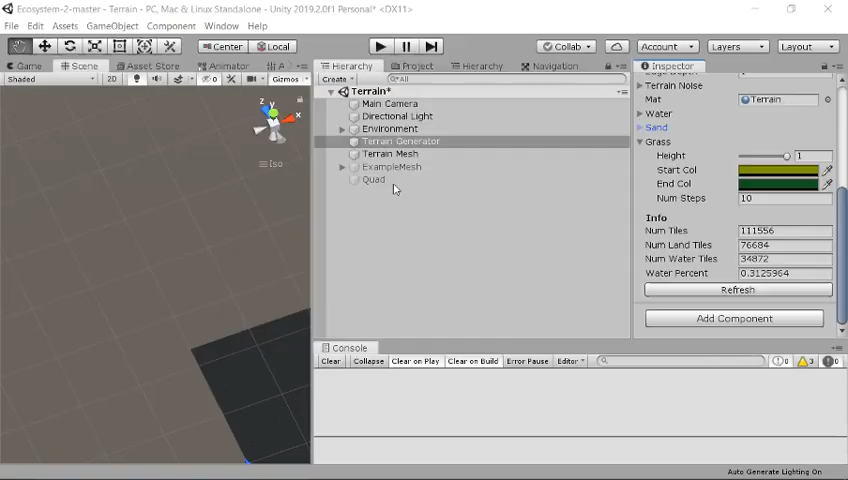 Ecosystem-2-master - Terrain - PC, Mac & Linux Standalone - Unity 2019.2.0f1 Personal* <DX11>
File Edit Assets GameObject Component Window Help
Center Local Collab Account Layers Layout
Game Scene Asset Store Animator
Shaded 2D 0 Gizmos
y
z x
Iso
Hierarchy Project Hierarchy Navigation
Create All
Terrain*
Main Camera
Directional Light
Environment
Terrain Generator
Terrain Mesh
ExampleMesh
Quad
Console
Clear Collapse Clear on Play Clear on Build Error Pause Editor 0 3 0
Inspector
Terrain Noise
Mat Terrain
Water
Sand
Grass
Height 1
Start Col
End Col
Num Steps 10
Info
Num Tiles 111556
Num Land Tiles 76684
Num Water Tiles 34872
Water Percent 0.3125964
Refresh
Add Component
Auto Generate Lighting On